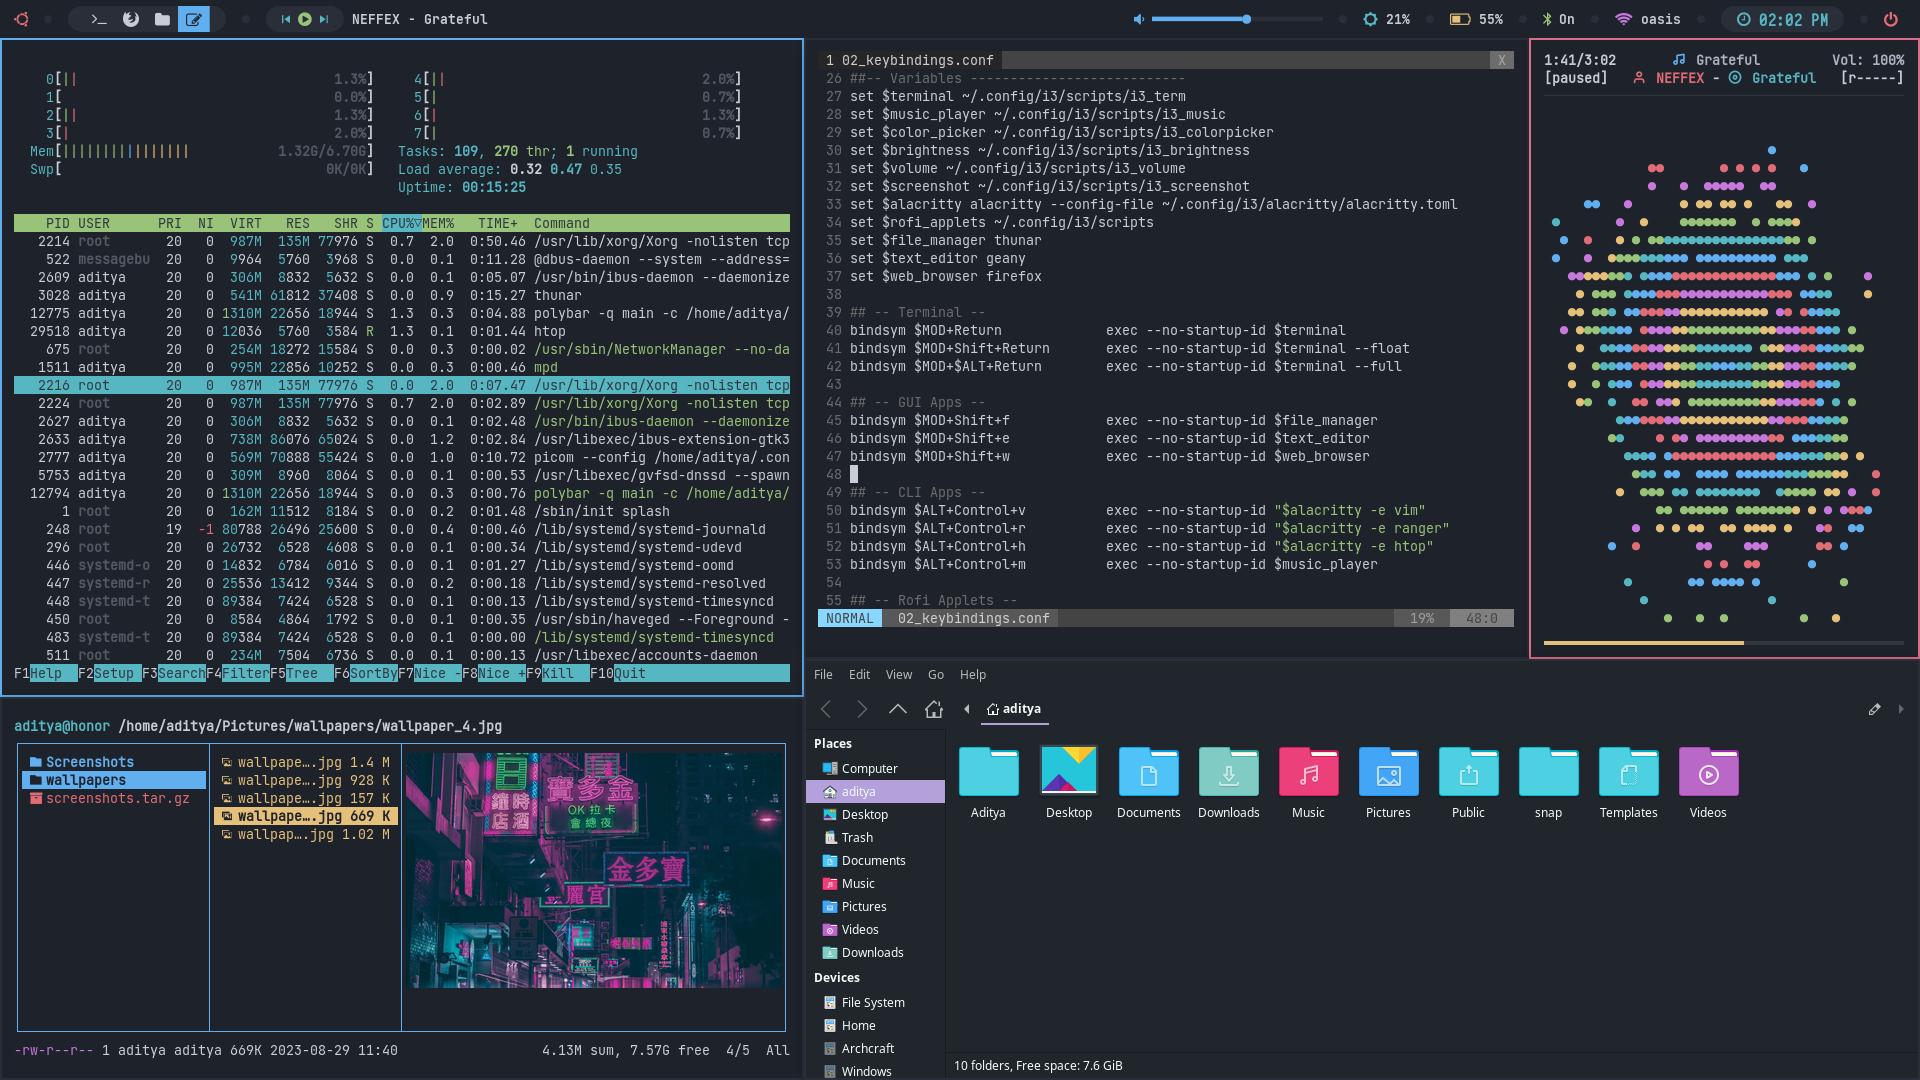 NEFFEX - Grateful
21%
55%
On
oasis
02:02 PM
0[|| 1.3%]
1[ 0.0%]
2[|| 1.3%]
3[| 2.0%]
4[|| 2.0%]
5[| 0.7%]
6[| 1.3%]
7[| 0.7%]
Mem[|||||||||||||||| 1.32G/6.70G]
Swp[ 0K/0K]
Tasks: 109, 270 thr; 1 running
Load average: 0.32 0.47 0.35
Uptime: 00:15:25
PID USER PRI NI VIRT RES SHR S CPU%▽MEM% TIME+ Command
2214 root 20 0 987M 135M 77976 S 0.7 2.0 0:50.46 /usr/lib/xorg/Xorg -nolisten tcp
522 messagebu 20 0 9964 5760 3968 S 0.0 0.1 0:11.28 @dbus-daemon --system --address=
2609 aditya 20 0 306M 8832 5632 S 0.0 0.1 0:05.07 /usr/bin/ibus-daemon --daemonize
3028 aditya 20 0 541M 61812 37408 S 0.0 0.9 0:15.27 thunar
12775 aditya 20 0 1310M 22656 18944 S 1.3 0.3 0:04.88 polybar -q main -c /home/aditya/
29518 aditya 20 0 12036 5760 3584 R 1.3 0.1 0:01.44 htop
675 root 20 0 254M 18272 15584 S 0.0 0.3 0:00.02 /usr/sbin/NetworkManager --no-da
1511 aditya 20 0 995M 22856 10252 S 0.0 0.3 0:00.46 mpd
2216 root 20 0 987M 135M 77976 S 0.0 2.0 0:07.47 /usr/lib/xorg/Xorg -nolisten tcp
2224 root 20 0 987M 135M 77976 S 0.7 2.0 0:02.89 /usr/lib/xorg/Xorg -nolisten tcp
2627 aditya 20 0 306M 8832 5632 S 0.0 0.1 0:02.48 /usr/bin/ibus-daemon --daemonize
2633 aditya 20 0 738M 86076 65024 S 0.0 1.2 0:02.84 /usr/libexec/ibus-extension-gtk3
2777 aditya 20 0 569M 70888 55424 S 0.0 1.0 0:10.72 picom --config /home/aditya/.con
5753 aditya 20 0 309M 8960 8064 S 0.0 0.1 0:00.53 /usr/libexec/gvfsd-dnssd --spawn
12794 aditya 20 0 1310M 22656 18944 S 0.0 0.3 0:00.76 polybar -q main -c /home/aditya/
1 root 20 0 162M 11512 8184 S 0.0 0.2 0:01.48 /sbin/init splash
248 root 19 -1 80788 26496 25600 S 0.0 0.4 0:00.46 /lib/systemd/systemd-journald
296 root 20 0 26732 6528 4608 S 0.0 0.1 0:00.34 /lib/systemd/systemd-udevd
446 systemd-o 20 0 14832 6784 6016 S 0.0 0.1 0:01.27 /lib/systemd/systemd-oomd
447 systemd-r 20 0 25536 13412 9344 S 0.0 0.2 0:00.18 /lib/systemd/systemd-resolved
448 systemd-t 20 0 89384 7424 6528 S 0.0 0.1 0:00.13 /lib/systemd/systemd-timesyncd
450 root 20 0 8584 4864 1792 S 0.0 0.1 0:00.35 /usr/sbin/haveged --Foreground -
483 systemd-t 20 0 89384 7424 6528 S 0.0 0.1 0:00.00 /lib/systemd/systemd-timesyncd
511 root 20 0 234M 7504 6736 S 0.0 0.1 0:00.13 /usr/libexec/accounts-daemon
F1Help F2Setup F3SearchF4FilterF5Tree F6SortByF7Nice -F8Nice +F9Kill F10Quit
1 02_keybindings.conf X
26 ##-- Variables ---------------------------
27 set $terminal ~/.config/i3/scripts/i3_term
28 set $music_player ~/.config/i3/scripts/i3_music
29 set $color_picker ~/.config/i3/scripts/i3_colorpicker
30 set $brightness ~/.config/i3/scripts/i3_brightness
31 set $volume ~/.config/i3/scripts/i3_volume
32 set $screenshot ~/.config/i3/scripts/i3_screenshot
33 set $alacritty alacritty --config-file ~/.config/i3/alacritty/alacritty.toml
34 set $rofi_applets ~/.config/i3/scripts
35 set $file_manager thunar
36 set $text_editor geany
37 set $web_browser firefox
38
39 ## -- Terminal --
40 bindsym $MOD+Return exec --no-startup-id $terminal
41 bindsym $MOD+Shift+Return exec --no-startup-id $terminal --float
42 bindsym $MOD+$ALT+Return exec --no-startup-id $terminal --full
43
44 ## -- GUI Apps --
45 bindsym $MOD+Shift+f exec --no-startup-id $file_manager
46 bindsym $MOD+Shift+e exec --no-startup-id $text_editor
47 bindsym $MOD+Shift+w exec --no-startup-id $web_browser
48
49 ## -- CLI Apps --
50 bindsym $ALT+Control+v exec --no-startup-id "$alacritty -e vim"
51 bindsym $ALT+Control+r exec --no-startup-id "$alacritty -e ranger"
52 bindsym $ALT+Control+h exec --no-startup-id "$alacritty -e htop"
53 bindsym $ALT+Control+m exec --no-startup-id $music_player
54
55 ## -- Rofi Applets --
NORMAL 02_keybindings.conf 19% 48:0
1:41/3:02 Grateful Vol: 100%
[paused] NEFFEX - Grateful [r-----]
aditya@honor /home/aditya/Pictures/wallpapers/wallpaper_4.jpg
Screenshots
wallpapers
screenshots.tar.gz
wallpape….jpg 1.4 M
wallpape….jpg 928 K
wallpape….jpg 157 K
wallpape….jpg 669 K
wallpap….jpg 1.02 M
鐘時
店酒
寶多金
OK拉卡
會總夜
金多寶
麗宮
-rw-r--r-- 1 aditya aditya 669K 2023-08-29 11:40 4.13M sum, 7.57G free 4/5 All
File Edit View Go Help
aditya
Places
Computer
aditya
Desktop
Trash
Documents
Music
Pictures
Videos
Downloads
Devices
File System
Home
Archcraft
Windows
Aditya
Desktop
Documents
Downloads
Music
Pictures
Public
snap
Templates
Videos
10 folders, Free space: 7.6 GiB